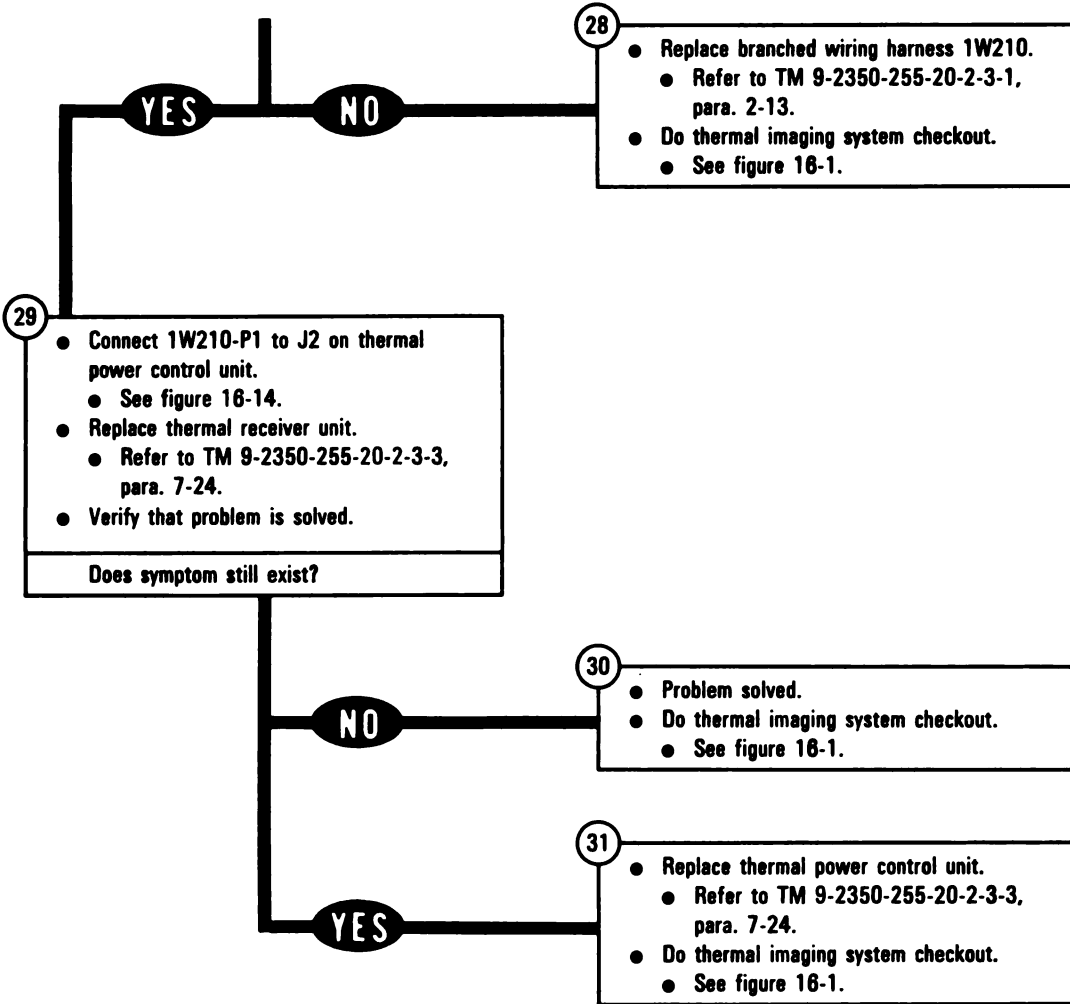 28
● Replace branched wiring harness 1W210.
● Refer to TM 9-2350-255-20-2-3-1,
para. 2-13.
● Do thermal imaging system checkout.
● See figure 16-1.
YES
NO
29
● Connect 1W210-P1 to J2 on thermal
power control unit.
● See figure 16-14.
● Replace thermal receiver unit.
● Refer to TM 9-2350-255-20-2-3-3,
para. 7-24.
● Verify that problem is solved.
Does symptom still exist?
NO
30
● Problem solved.
● Do thermal imaging system checkout.
● See figure 16-1.
YES
31
● Replace thermal power control unit.
● Refer to TM 9-2350-255-20-2-3-3,
para. 7-24.
● Do thermal imaging system checkout.
● See figure 16-1.